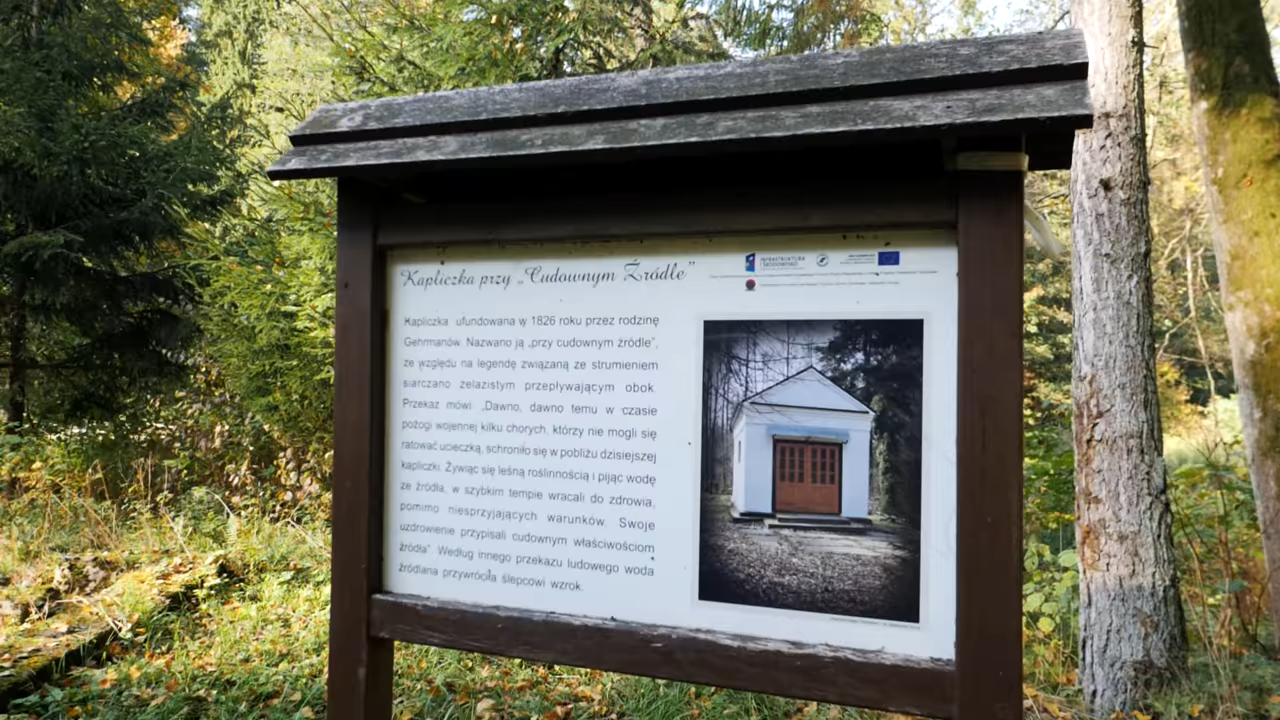 Kapliczka przy „Cudownym Źródle”
INFRASTRUKTURA
I ŚRODOWISKO
Kapliczka ufundowana w 1826 roku przez rodzinę
Gehrmanów. Nazwano ją „przy cudownym źródle”,
ze względu na legendę związaną ze strumieniem
siarczano żelazistym przepływającym obok.
Przekaz mówi: „Dawno, dawno temu w czasie
pożogi wojennej kilku chorych, którzy nie mogli się
ratować ucieczką, schroniło się w pobliżu dzisiejszej
kapliczki. Żywiąc się leśną roślinnością i pijąc wodę
ze źródła, w szybkim tempie wracali do zdrowia,
pomimo niesprzyjających warunków. Swoje
uzdrowienie przypisali cudownym właściwościom
źródła”. Według innego przekazu ludowego woda
źródlana przywróciła ślepcowi wzrok.